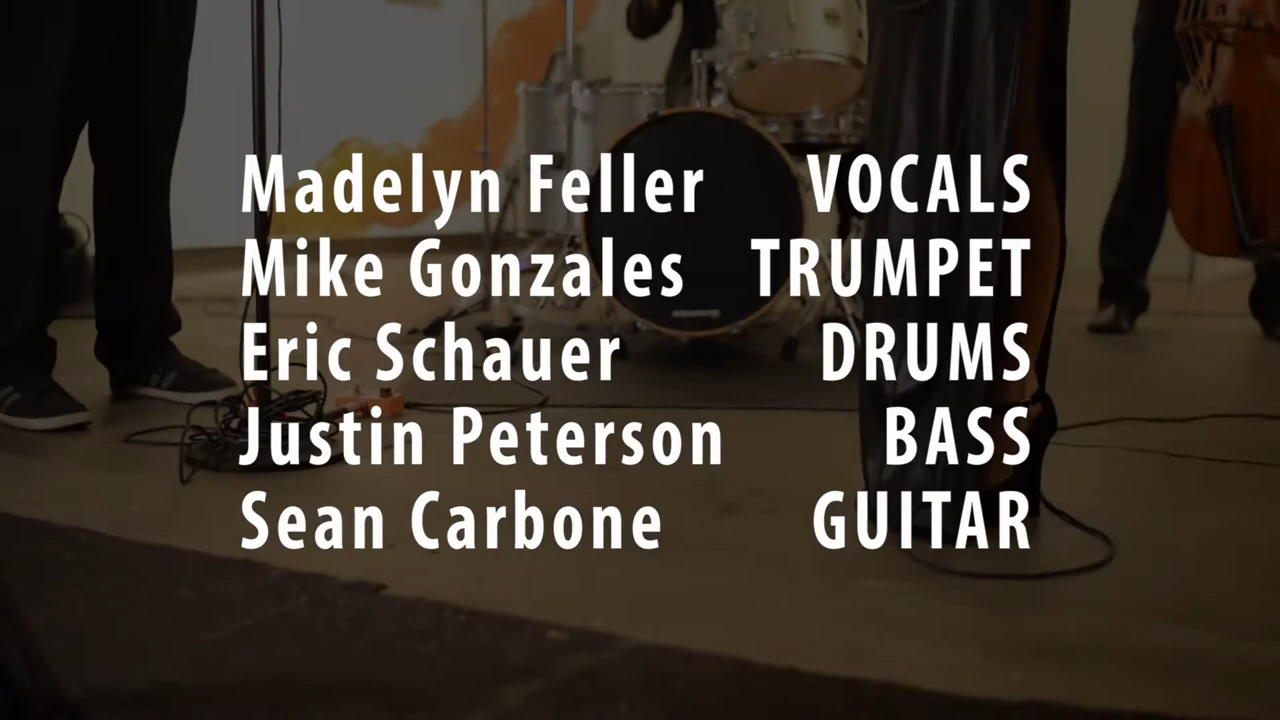 Madelyn Feller VOCALS
Mike Gonzales TRUMPET
Eric Schauer DRUMS
Justin Peterson BASS
Sean Carbone GUITAR